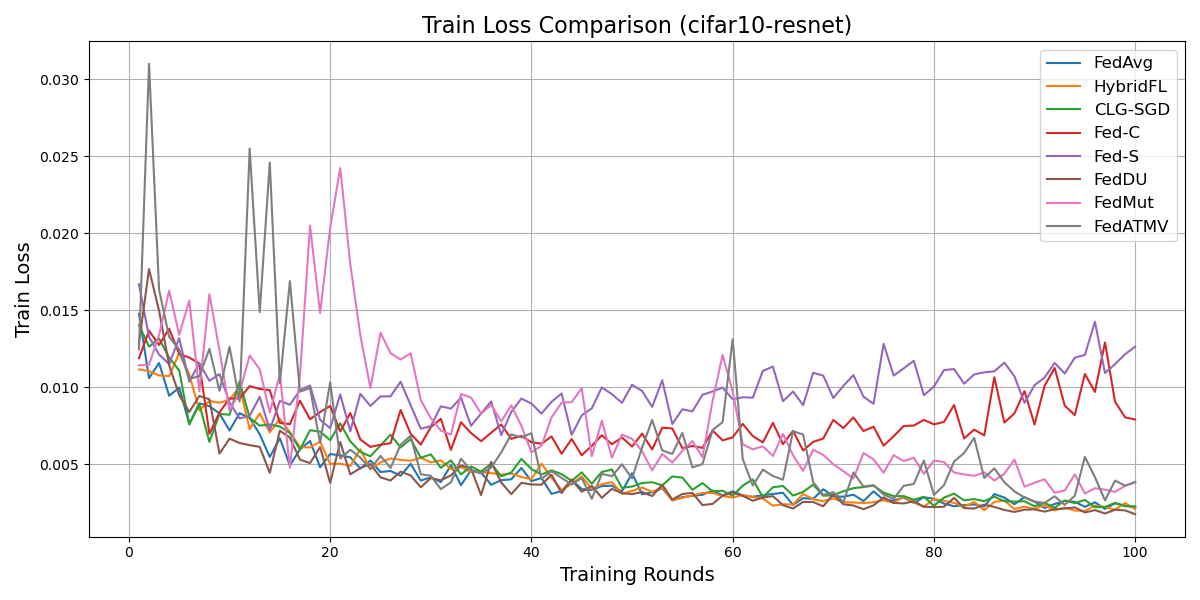 Train Loss Comparison (cifar10-resnet)
FedAvg
HybridFL
CLG-SGD
Fed-C
Fed-S
FedDU
FedMut
FedATMV
Train Loss
0.030
0.025
0.020
0.015
0.010
0.005
0
20
40
60
80
100
Training Rounds